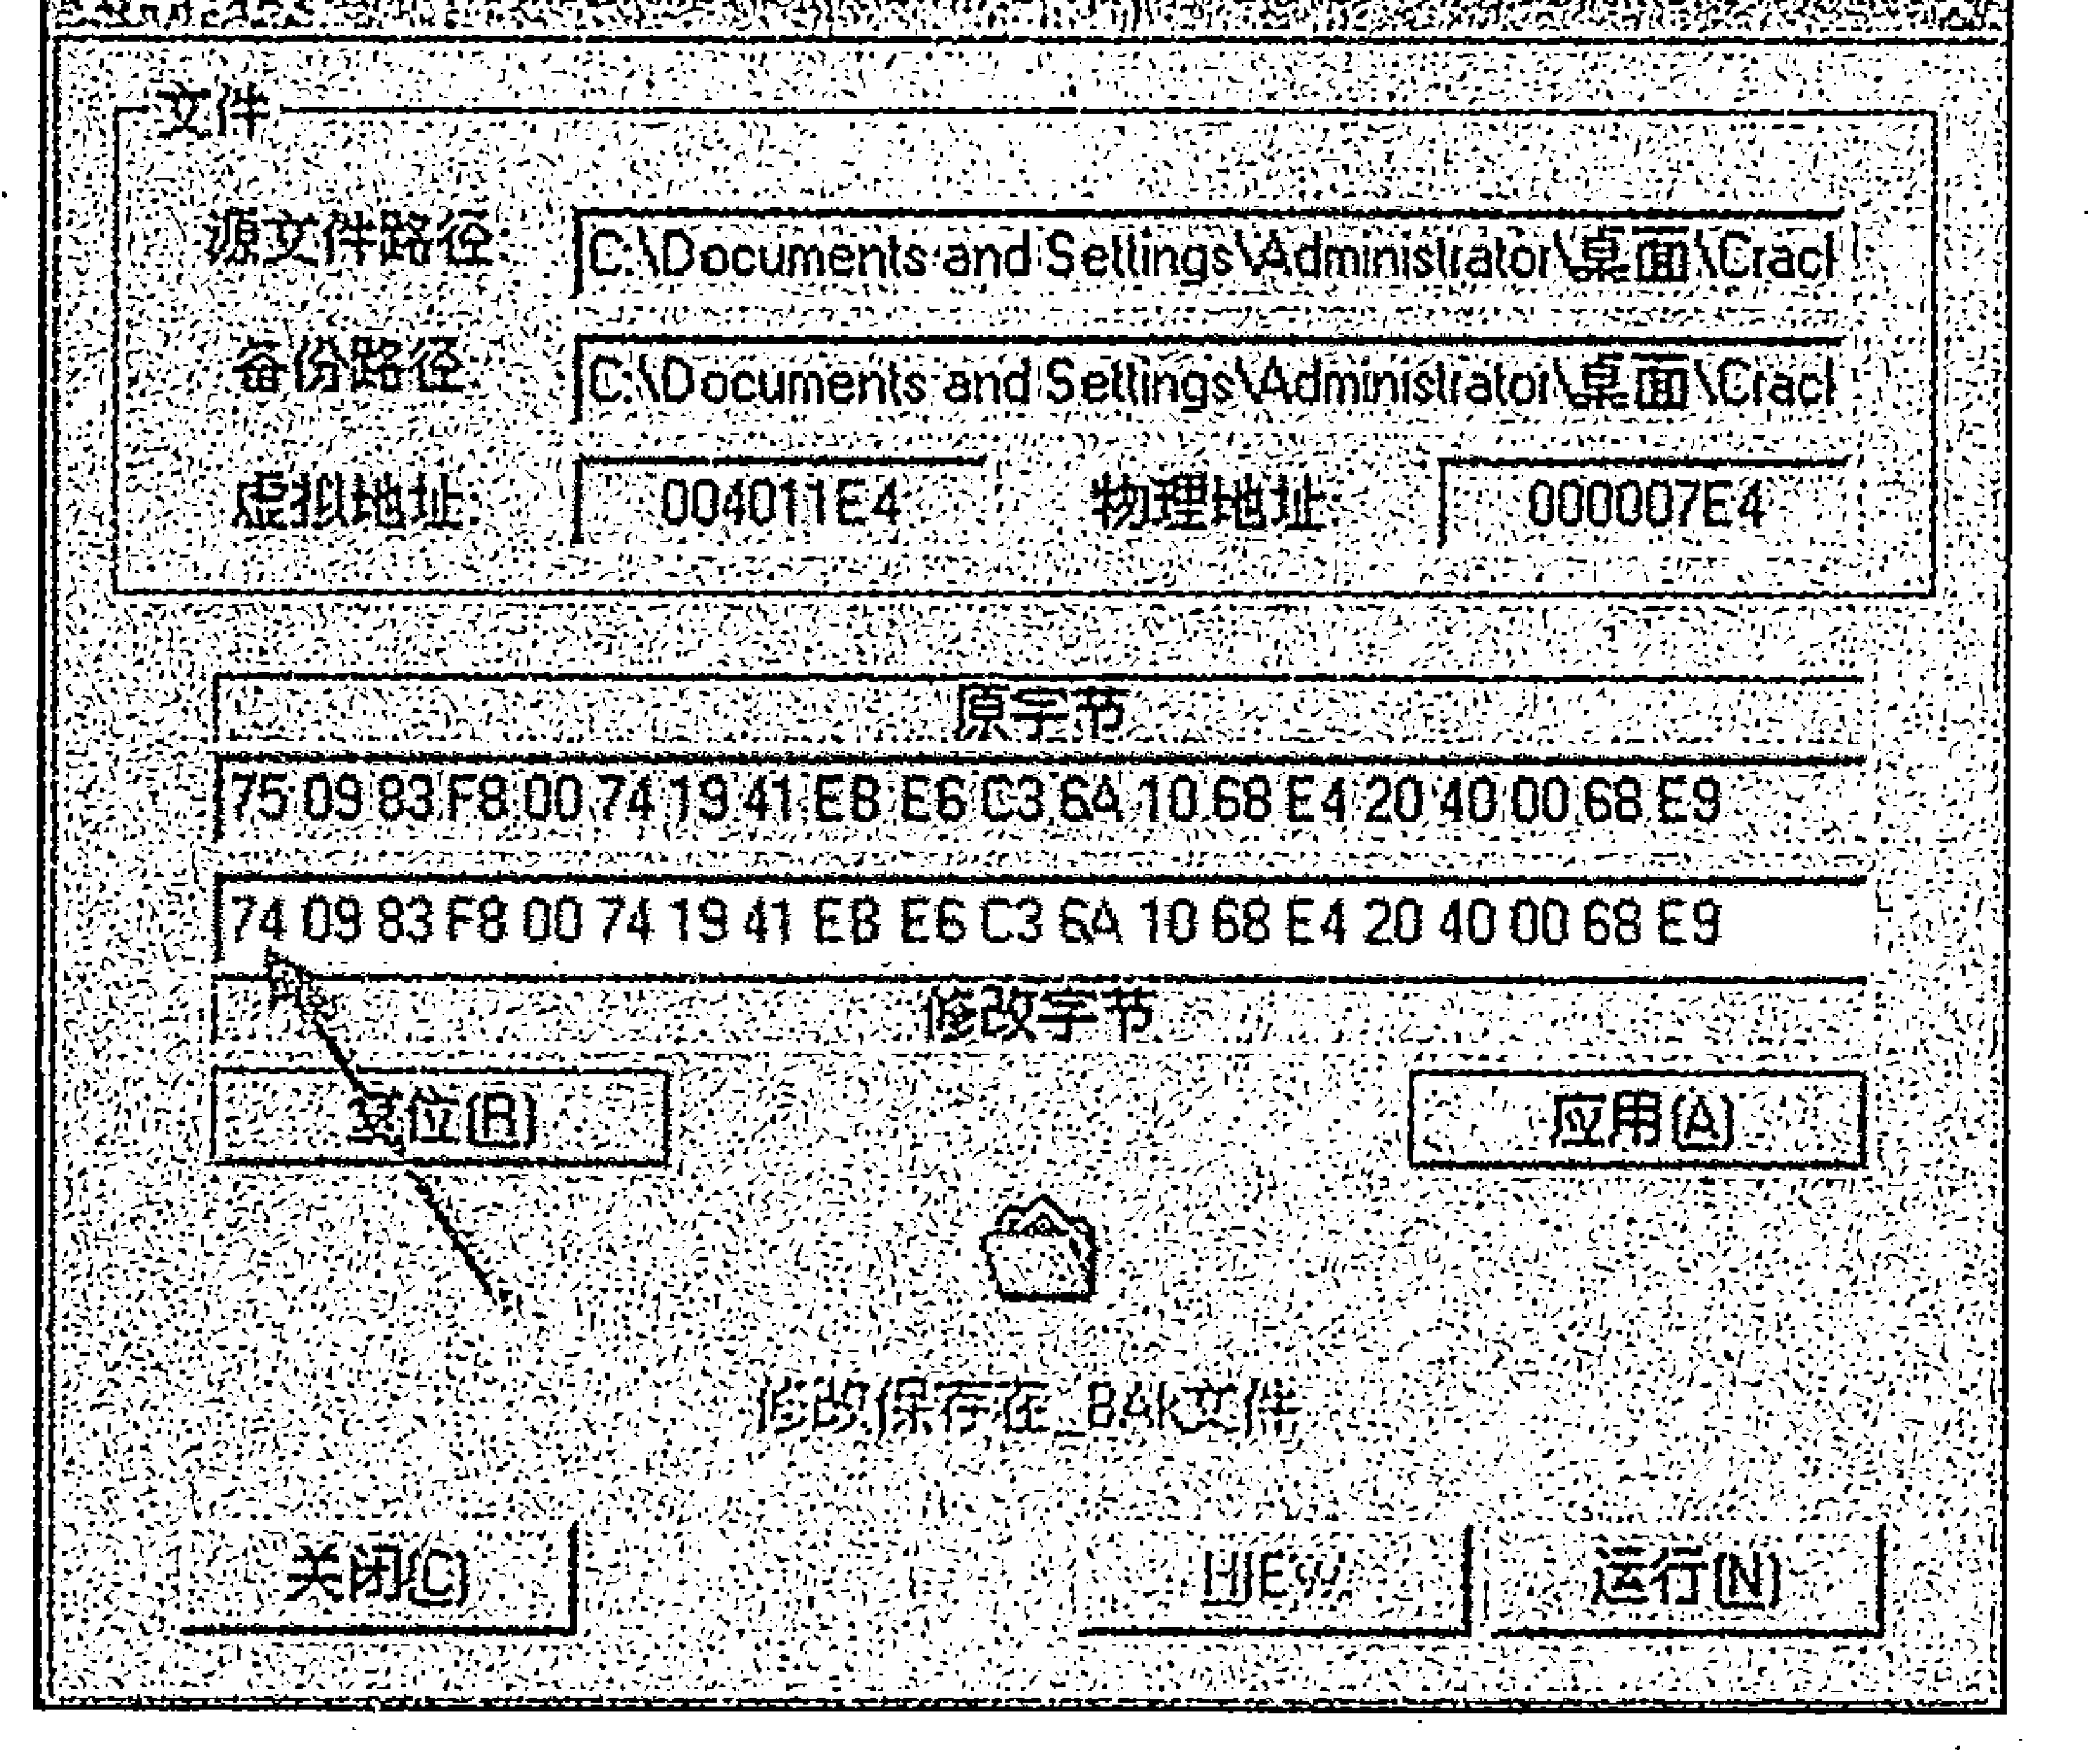 文件
源文件路径: C:\Documents and Settings\Administrator\桌面\Cracl
备份路径: C:\Documents and Settings\Administrator\桌面\Cracl
虚拟地址: 004011E4 物理地址: 000007E4
原字节
75 09 83 F8 00 74 19 41 EB E6 C3 6A 10 68 E4 20 40 00 68 E9
74 09 83 F8 00 74 19 41 EB E6 C3 6A 10 68 E4 20 40 00 68 E9
修改字节
复位(R) 应用(A)
修改保存在_BAk文件
关闭(C) HIEW 运行(N)